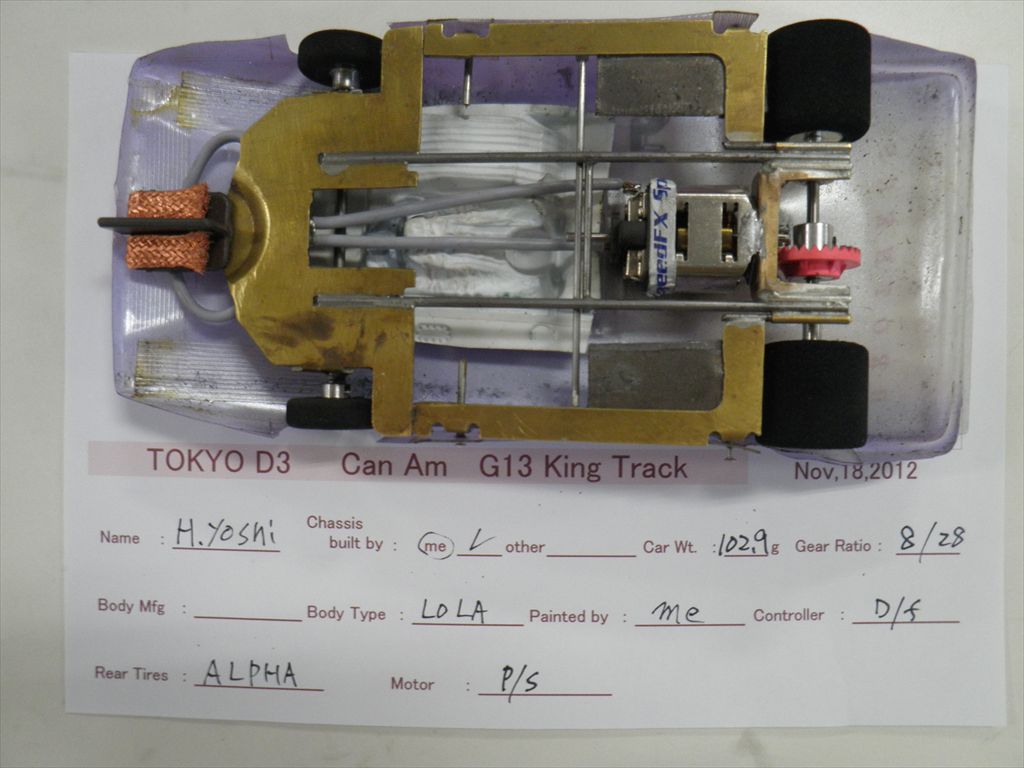 SpeedFX Sp
TOKYO D3 Can Am G13 King Track Nov,18,2012
Name : H.YOSHI Chassis built by : me ✓ other Car Wt. :102.9g Gear Ratio : 8/28
Body Mfg : Body Type : LOLA Painted by : me Controller : D/f
Rear Tires : ALPHA Motor : P/S